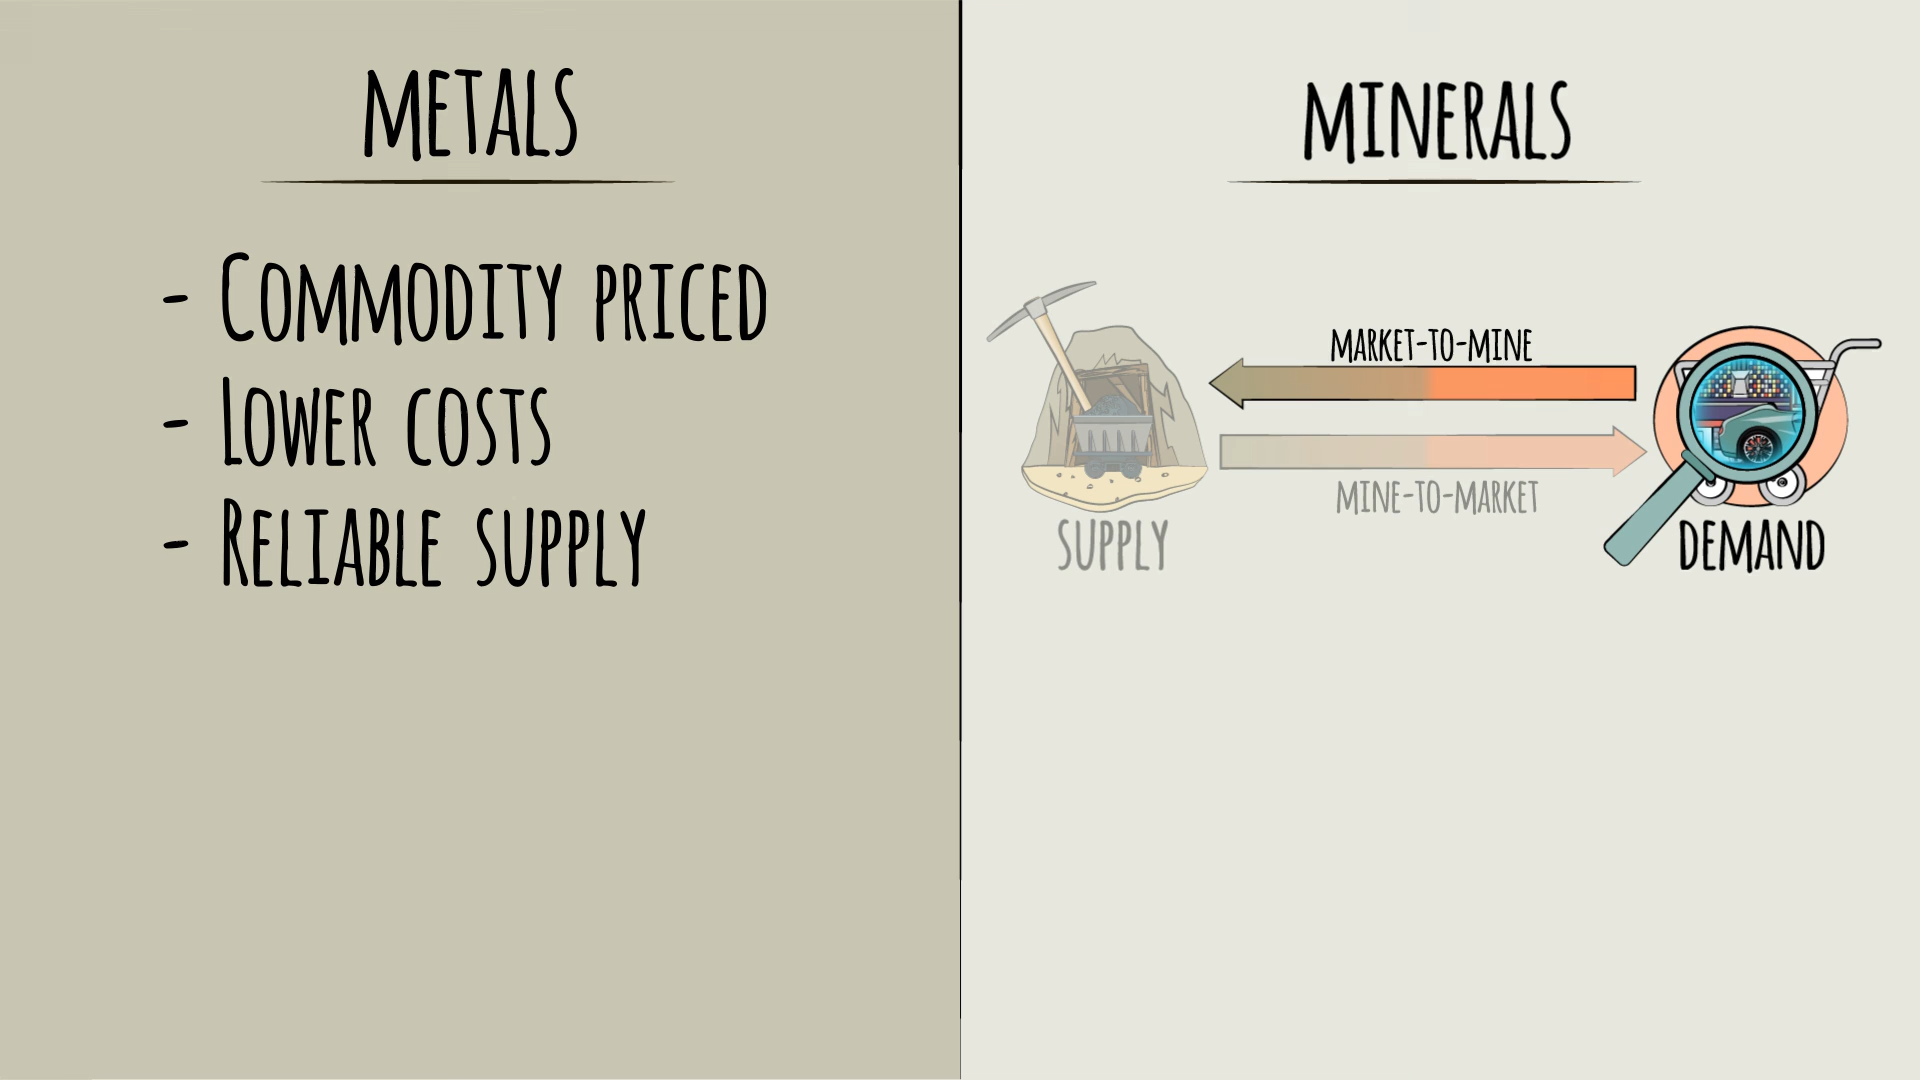 METALS
- COMMODITY PRICED
- LOWER COSTS
- RELIABLE SUPPLY
MINERALS
MARKET-TO-MINE
MINE-TO-MARKET
SUPPLY
DEMAND